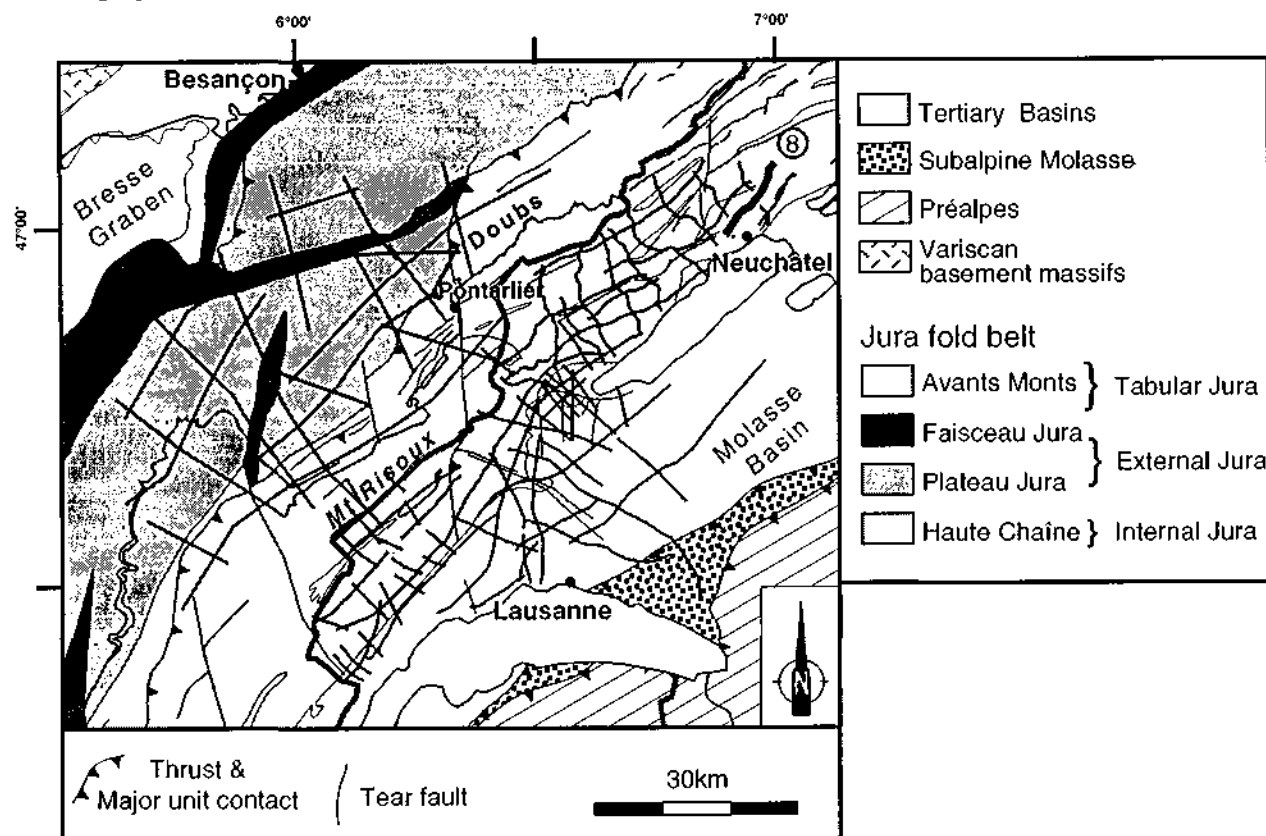 6°00'
7°00'
Besançon
Bresse
Graben
47°00'
Doubs
Pontarlier
8
Neuchâtel
Mt Risoux
Molasse
Basin
Lausanne
N
Tertiary Basins
Subalpine Molasse
Préalpes
Variscan
basement massifs
Jura fold belt
Avants Monts } Tabular Jura
Faisceau Jura
} External Jura
Plateau Jura
Haute Chaîne } Internal Jura
Thrust &
Major unit contact
Tear fault
30km